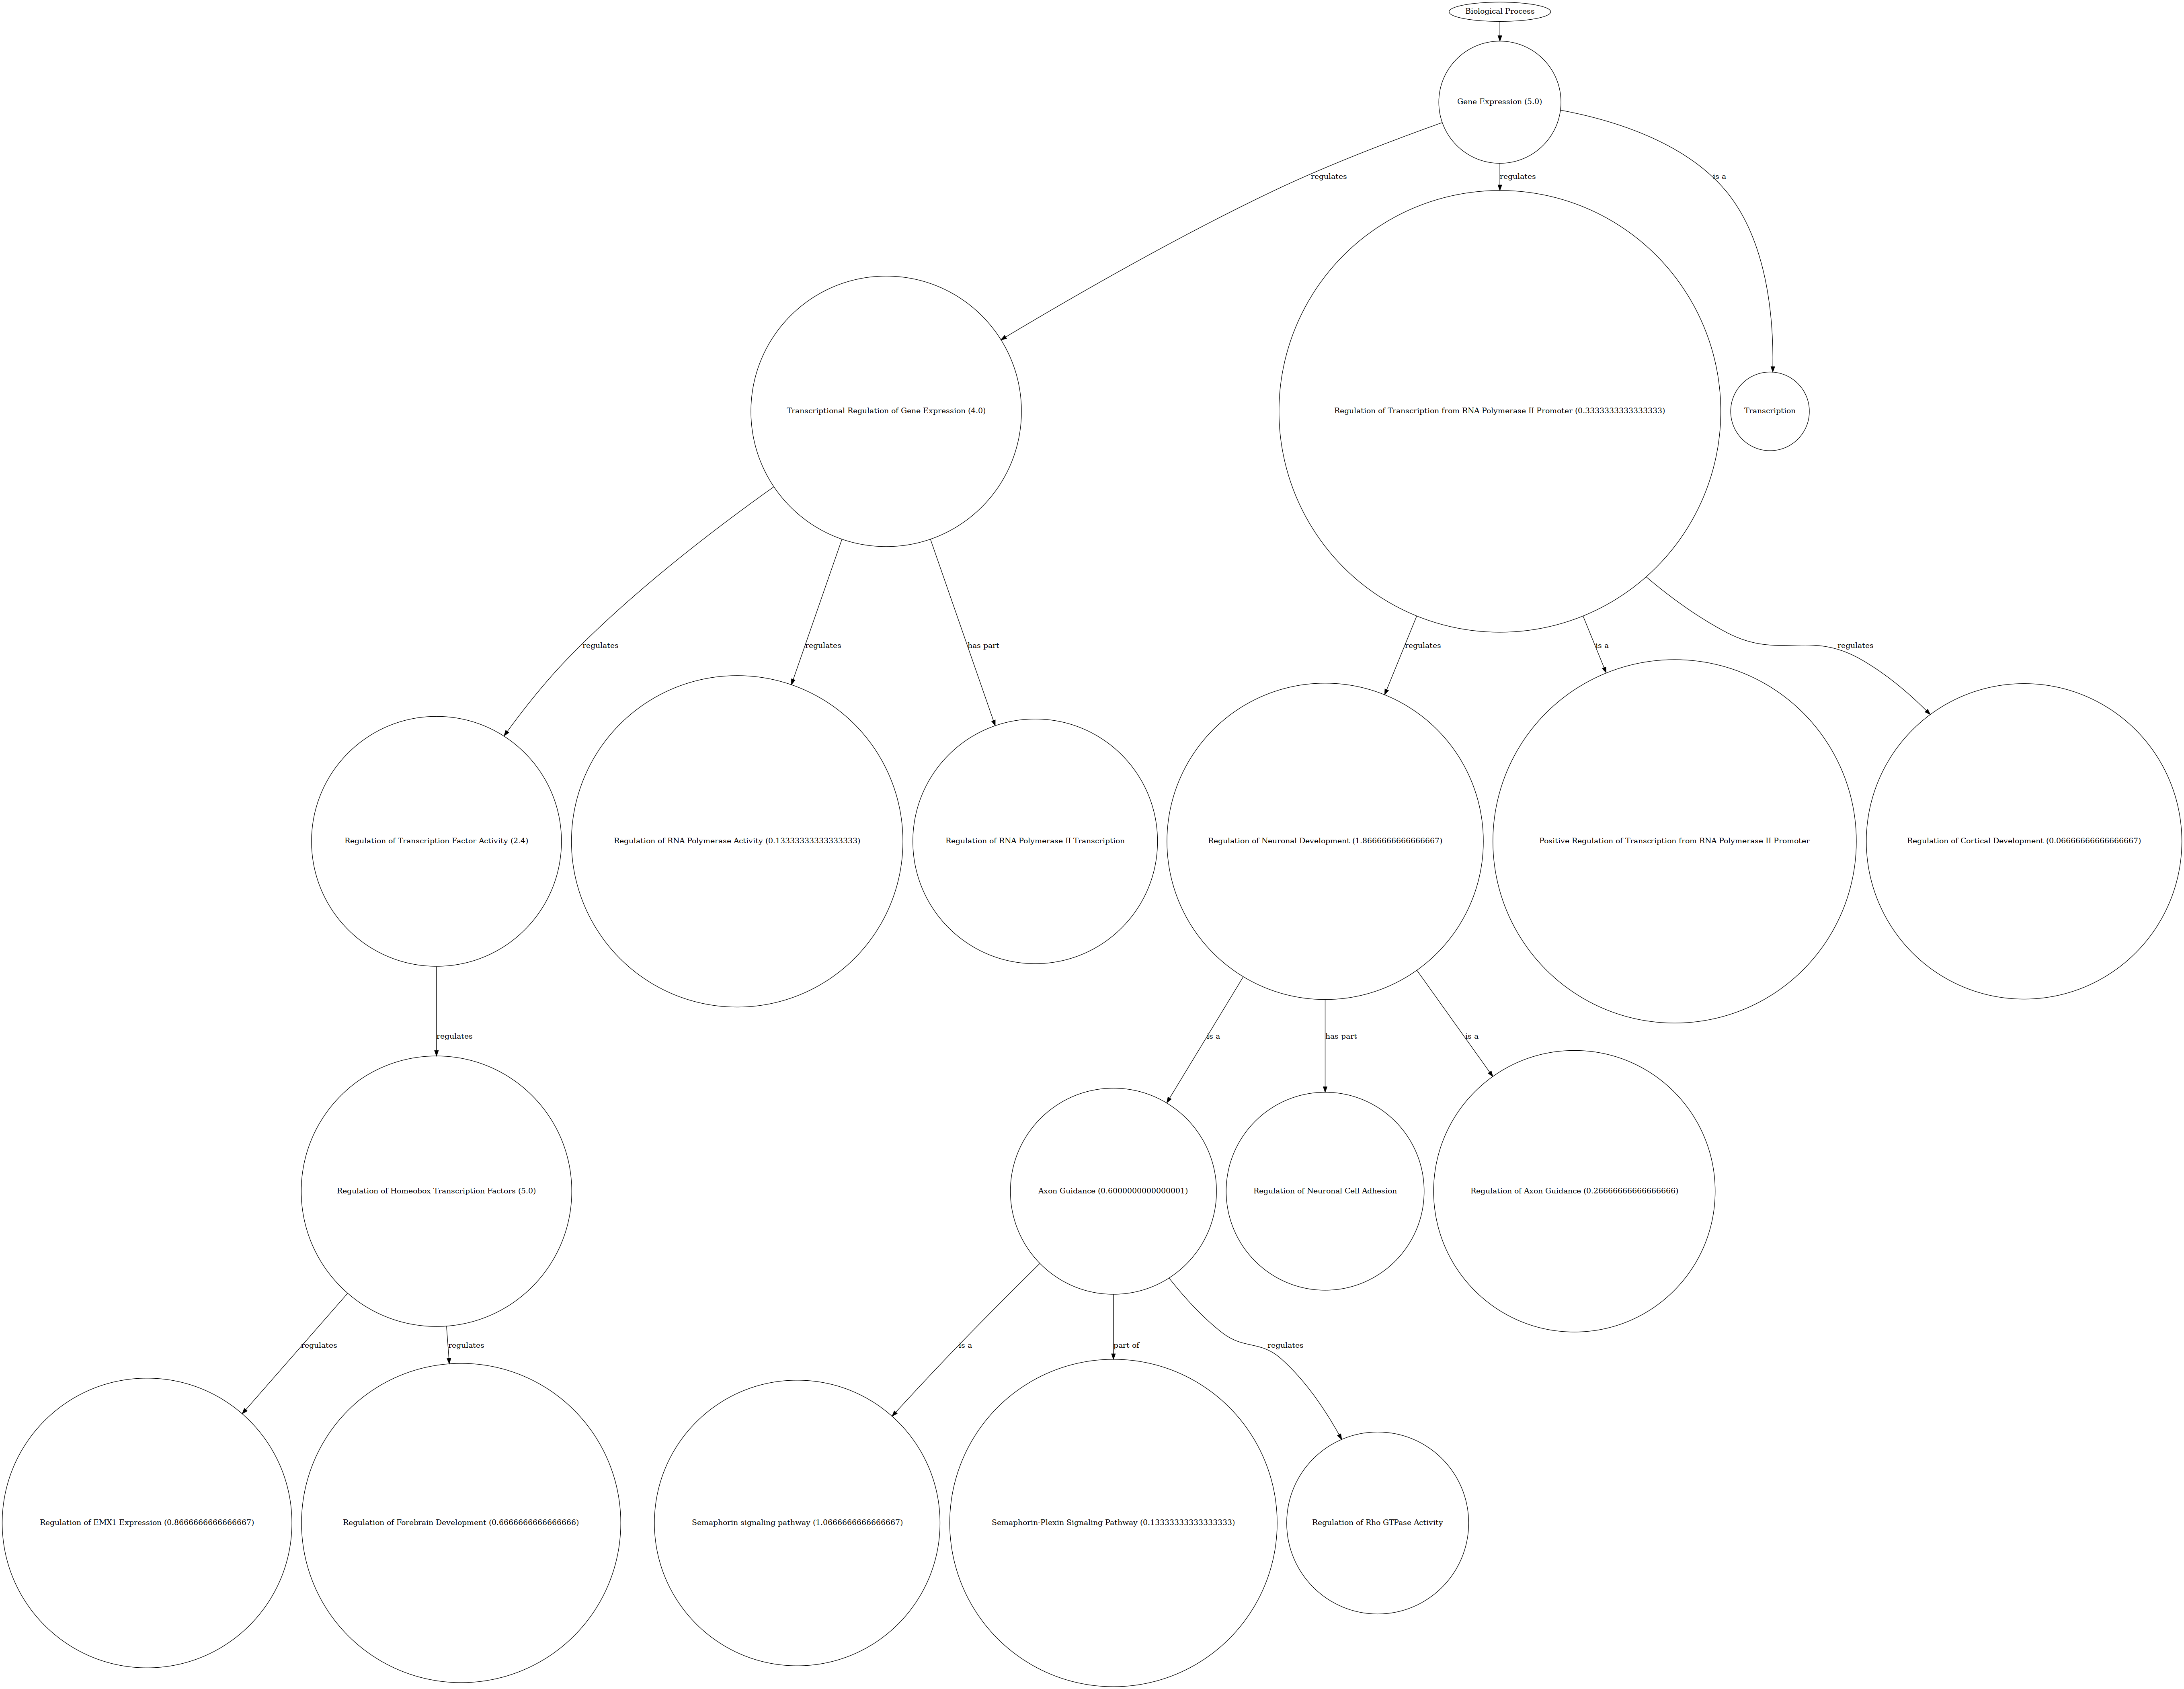 Biological Process
Gene Expression (5.0)
regulates
regulates
is a
Transcriptional Regulation of Gene Expression (4.0)
Regulation of Transcription from RNA Polymerase II Promoter (0.3333333333333333)
Transcription
regulates
regulates
has part
regulates
is a
regulates
Regulation of Transcription Factor Activity (2.4)
Regulation of RNA Polymerase Activity (0.13333333333333333)
Regulation of RNA Polymerase II Transcription
Regulation of Neuronal Development (1.8666666666666667)
Positive Regulation of Transcription from RNA Polymerase II Promoter
Regulation of Cortical Development (0.06666666666666667)
regulates
is a
has part
is a
Regulation of Homeobox Transcription Factors (5.0)
Axon Guidance (0.6000000000000001)
Regulation of Neuronal Cell Adhesion
Regulation of Axon Guidance (0.26666666666666666)
regulates
regulates
is a
part of
regulates
Regulation of EMX1 Expression (0.8666666666666667)
Regulation of Forebrain Development (0.6666666666666666)
Semaphorin signaling pathway (1.0666666666666667)
Semaphorin-Plexin Signaling Pathway (0.13333333333333333)
Regulation of Rho GTPase Activity